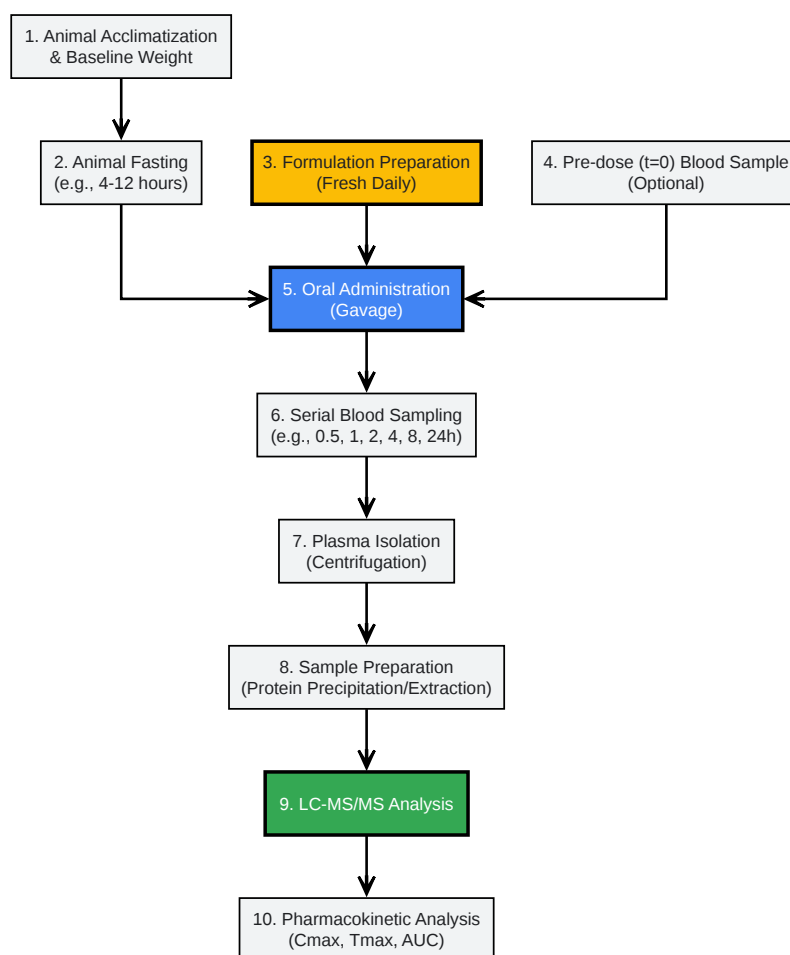 1. Animal Acclimatization
& Baseline Weight
2. Animal Fasting
(e.g., 4-12 hours)
3. Formulation Preparation
(Fresh Daily)
4. Pre-dose (t=0) Blood Sample
(Optional)
5. Oral Administration
(Gavage)
6. Serial Blood Sampling
(e.g., 0.5, 1, 2, 4, 8, 24h)
7. Plasma Isolation
(Centrifugation)
8. Sample Preparation
(Protein Precipitation/Extraction)
9. LC-MS/MS Analysis
10. Pharmacokinetic Analysis
(Cmax, Tmax, AUC)